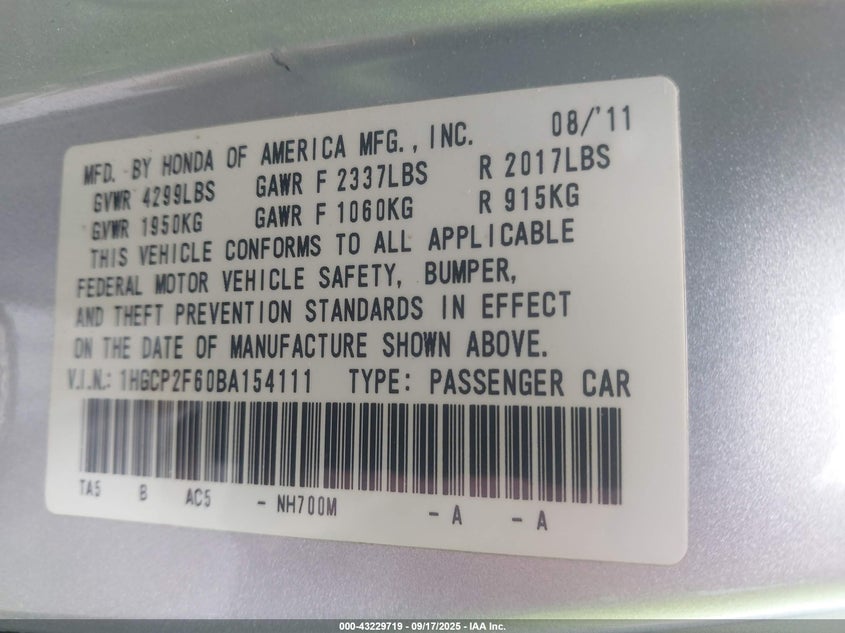 MFD. BY HONDA OF AMERICA MFG., INC. 08/'11
GVWR 4299LBS GAWR F 2337LBS R 2017LBS
GVWR 1950KG GAWR F 1060KG R 915KG
THIS VEHICLE CONFORMS TO ALL APPLICABLE
FEDERAL MOTOR VEHICLE SAFETY, BUMPER,
AND THEFT PREVENTION STANDARDS IN EFFECT
ON THE DATE OF MANUFACTURE SHOWN ABOVE.
V.I.N.: 1HGCP2F60BA154111 TYPE: PASSENGER CAR
TA5 B AC5 - NH700M - A - A
000-43229719 - 09/17/2025 - IAA Inc.